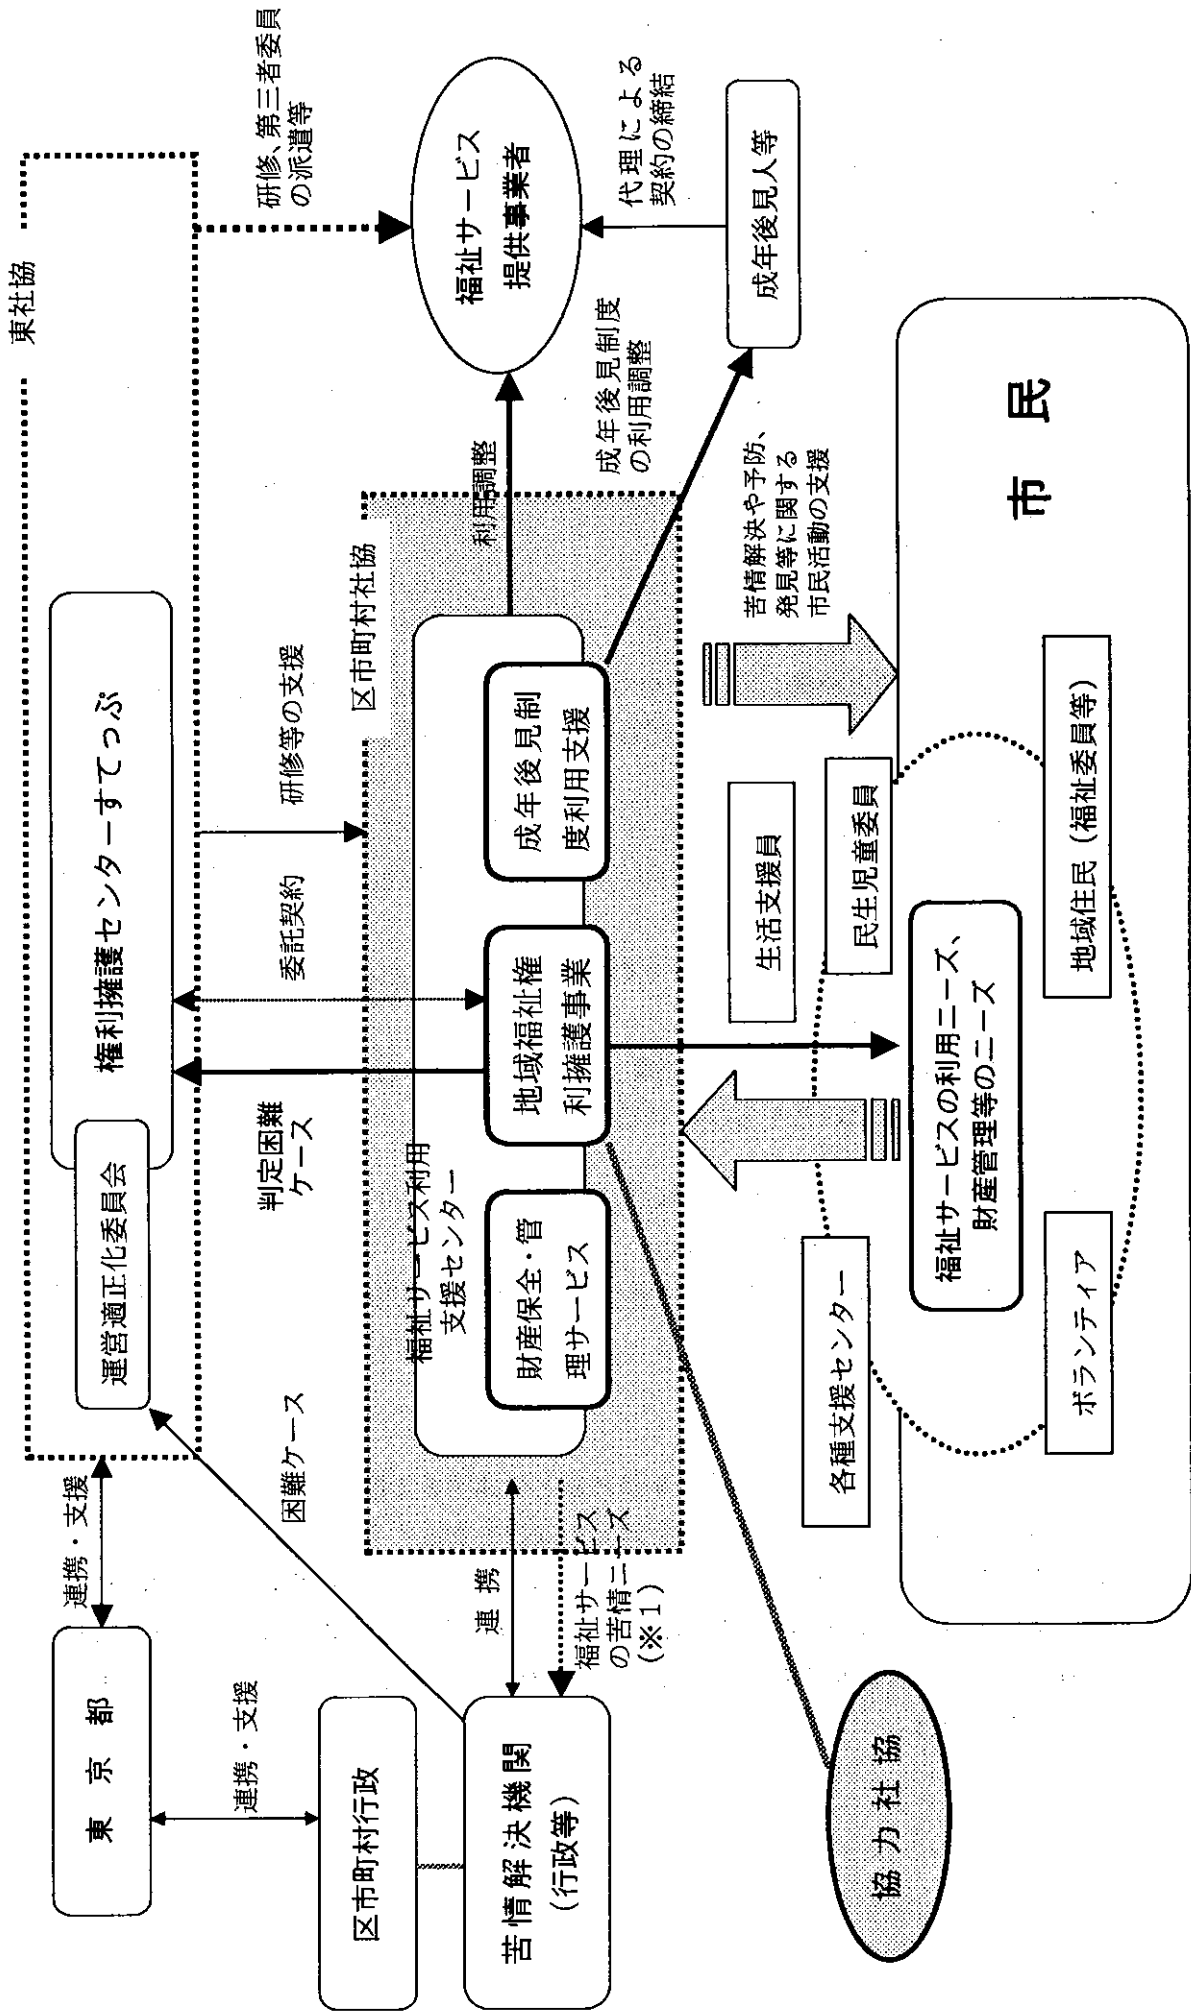 東社協
権利擁護センターすてっぷ
運営適正化委員会
研修、第三者委員
の派遣等
連携・支援
東京都
連携・支援
区市町村行政
困難ケース
判定困難
ケース
委託契約
研修等の支援
区市町村社協
福祉サービス利用
支援センター
財産保全・管
理サービス
地域福祉権
利擁護事業
成年後見制
度利用支援
利用調整
福祉サービス
提供事業者
代理による
契約の締結
成年後見人等
成年後見制度
の利用調整
連携
福祉サービス
の苦情ニーズ
(※1)
苦情解決機関
(行政等)
協力社協
苦情解決や予防、
発見等に関する
市民活動の支援
生活支援員
民生児童委員
各種支援センター
福祉サービスの利用ニーズ、
財産管理等のニーズ
地域住民(福祉委員等)
ボランティア
市民